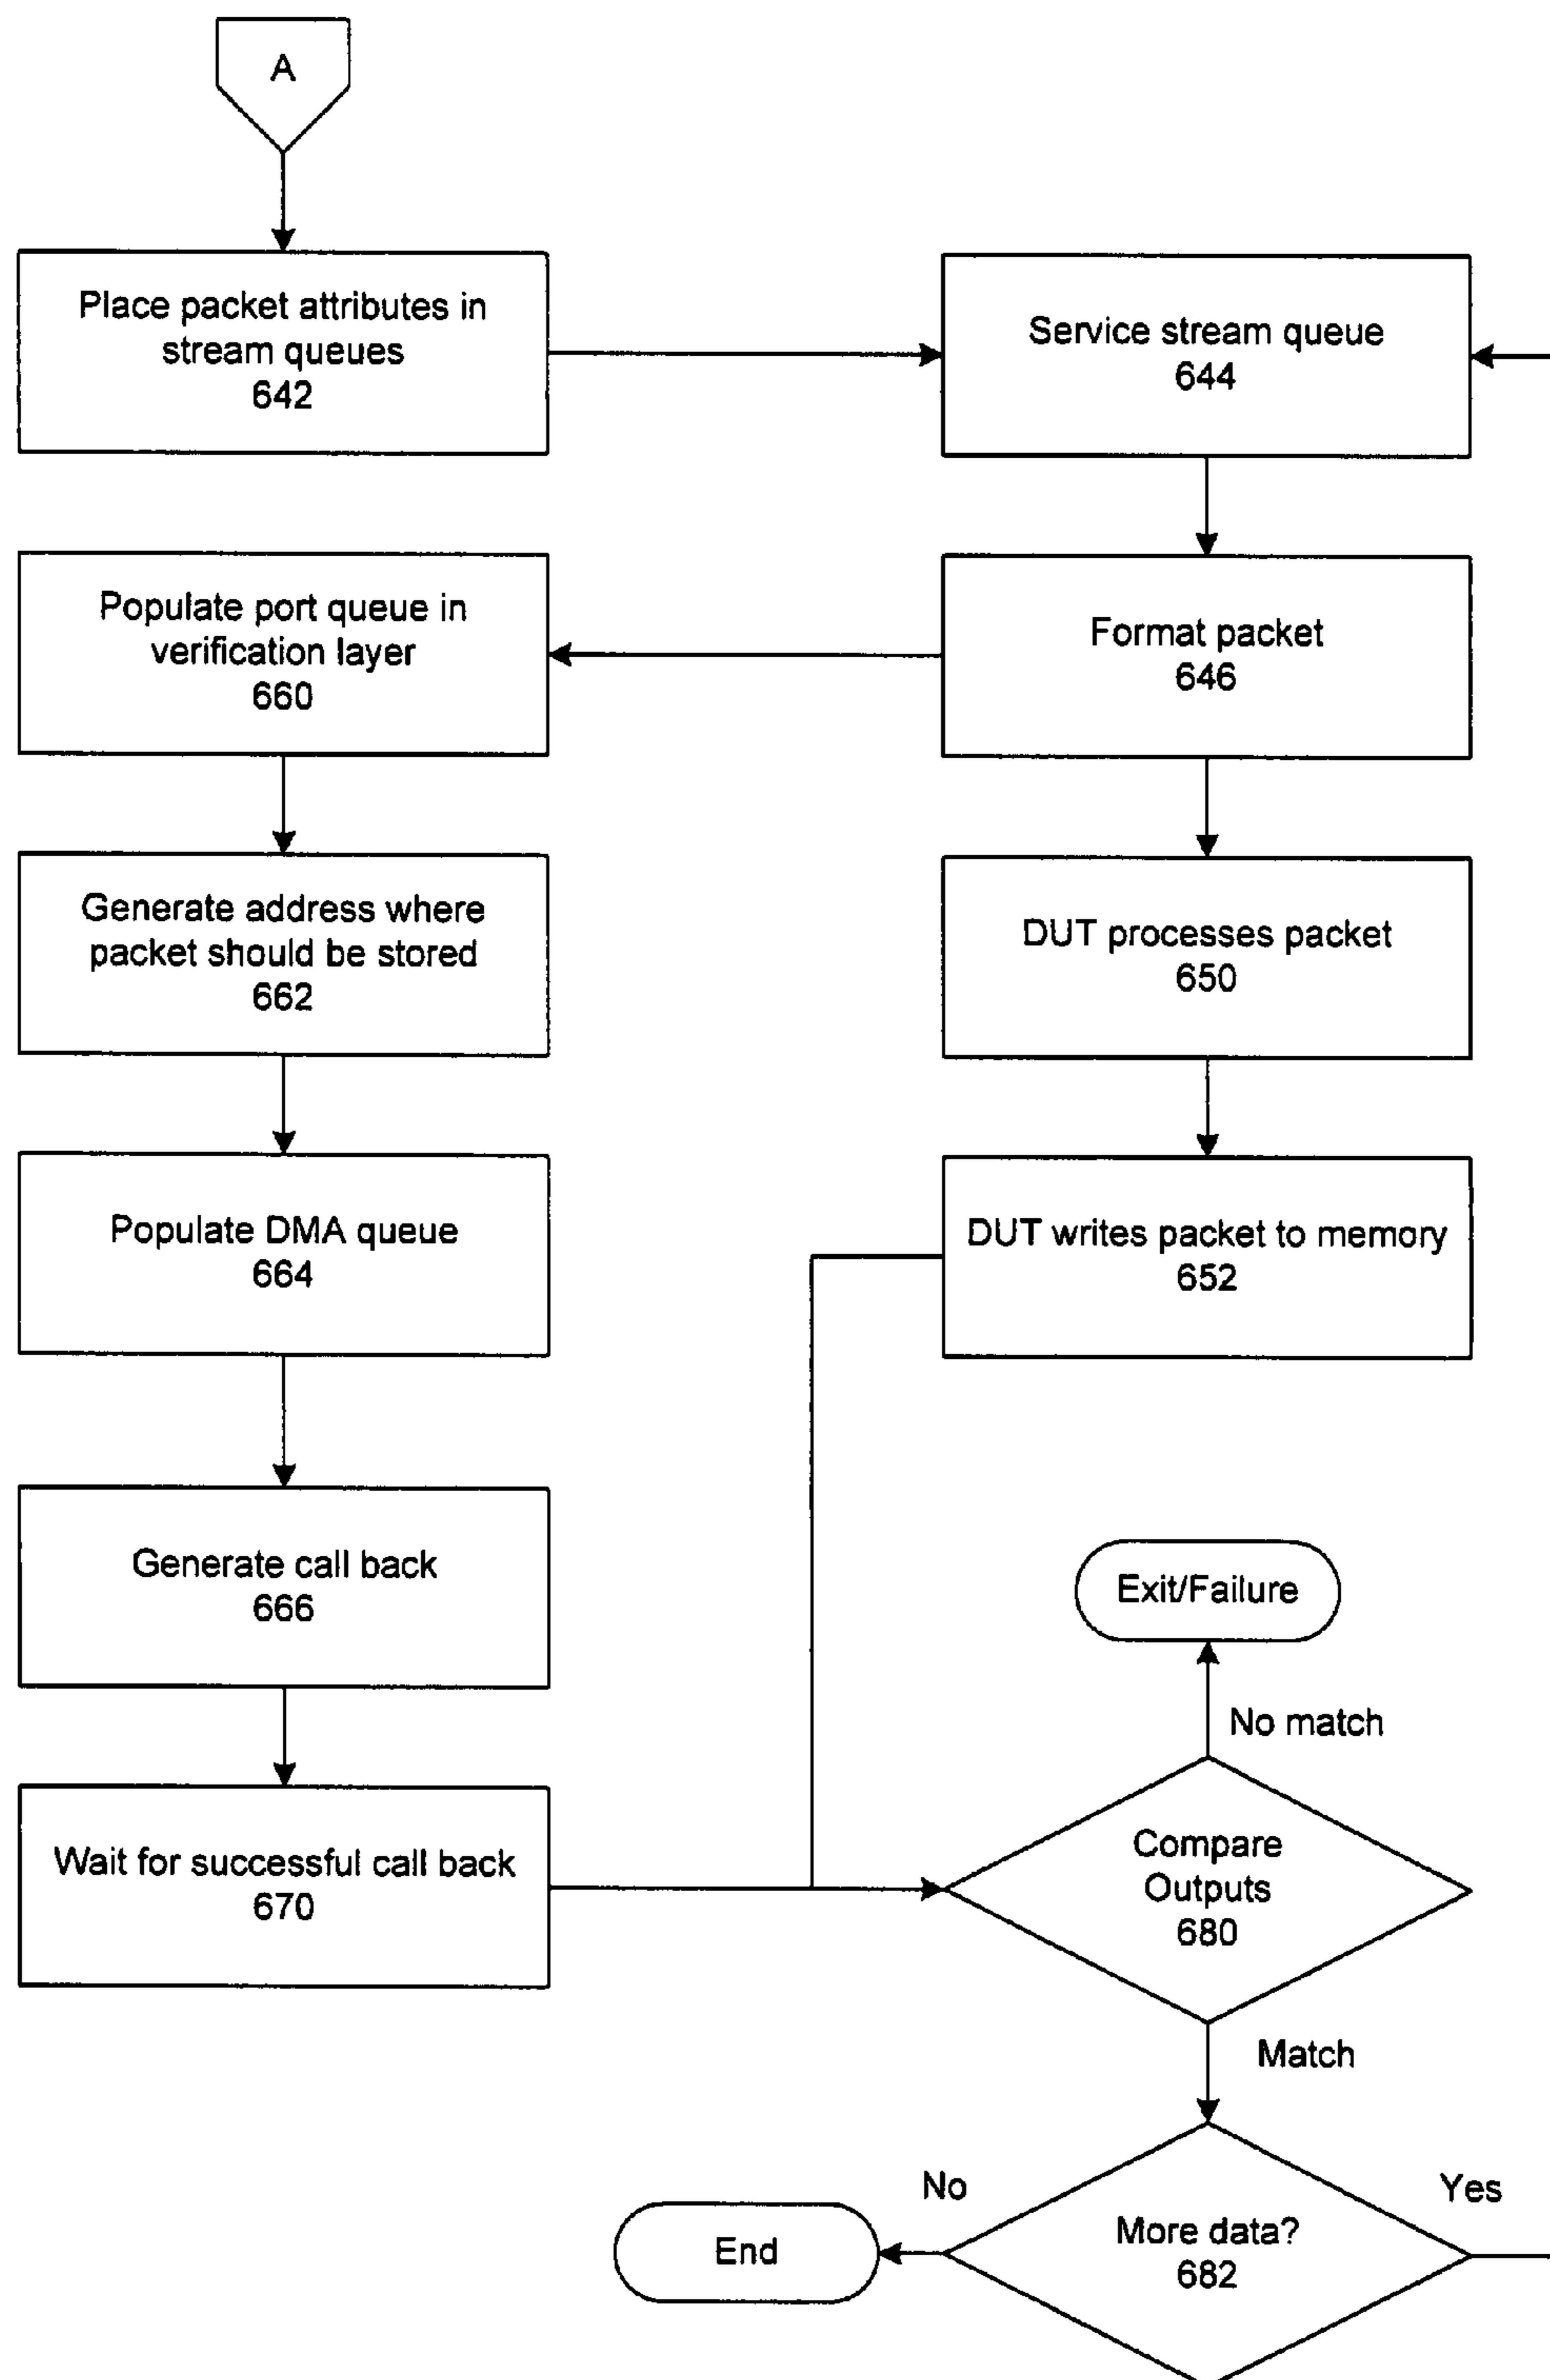 A
Place packet attributes in
stream queues
642
Service stream queue
644
Populate port queue in
verification layer
660
Format packet
646
Generate address where
packet should be stored
662
DUT processes packet
650
Populate DMA queue
664
DUT writes packet to memory
652
Generate call back
666
Exit/Failure
No match
Wait for successful call back
670
Compare
Outputs
680
Match
No
Yes
End
More data?
682